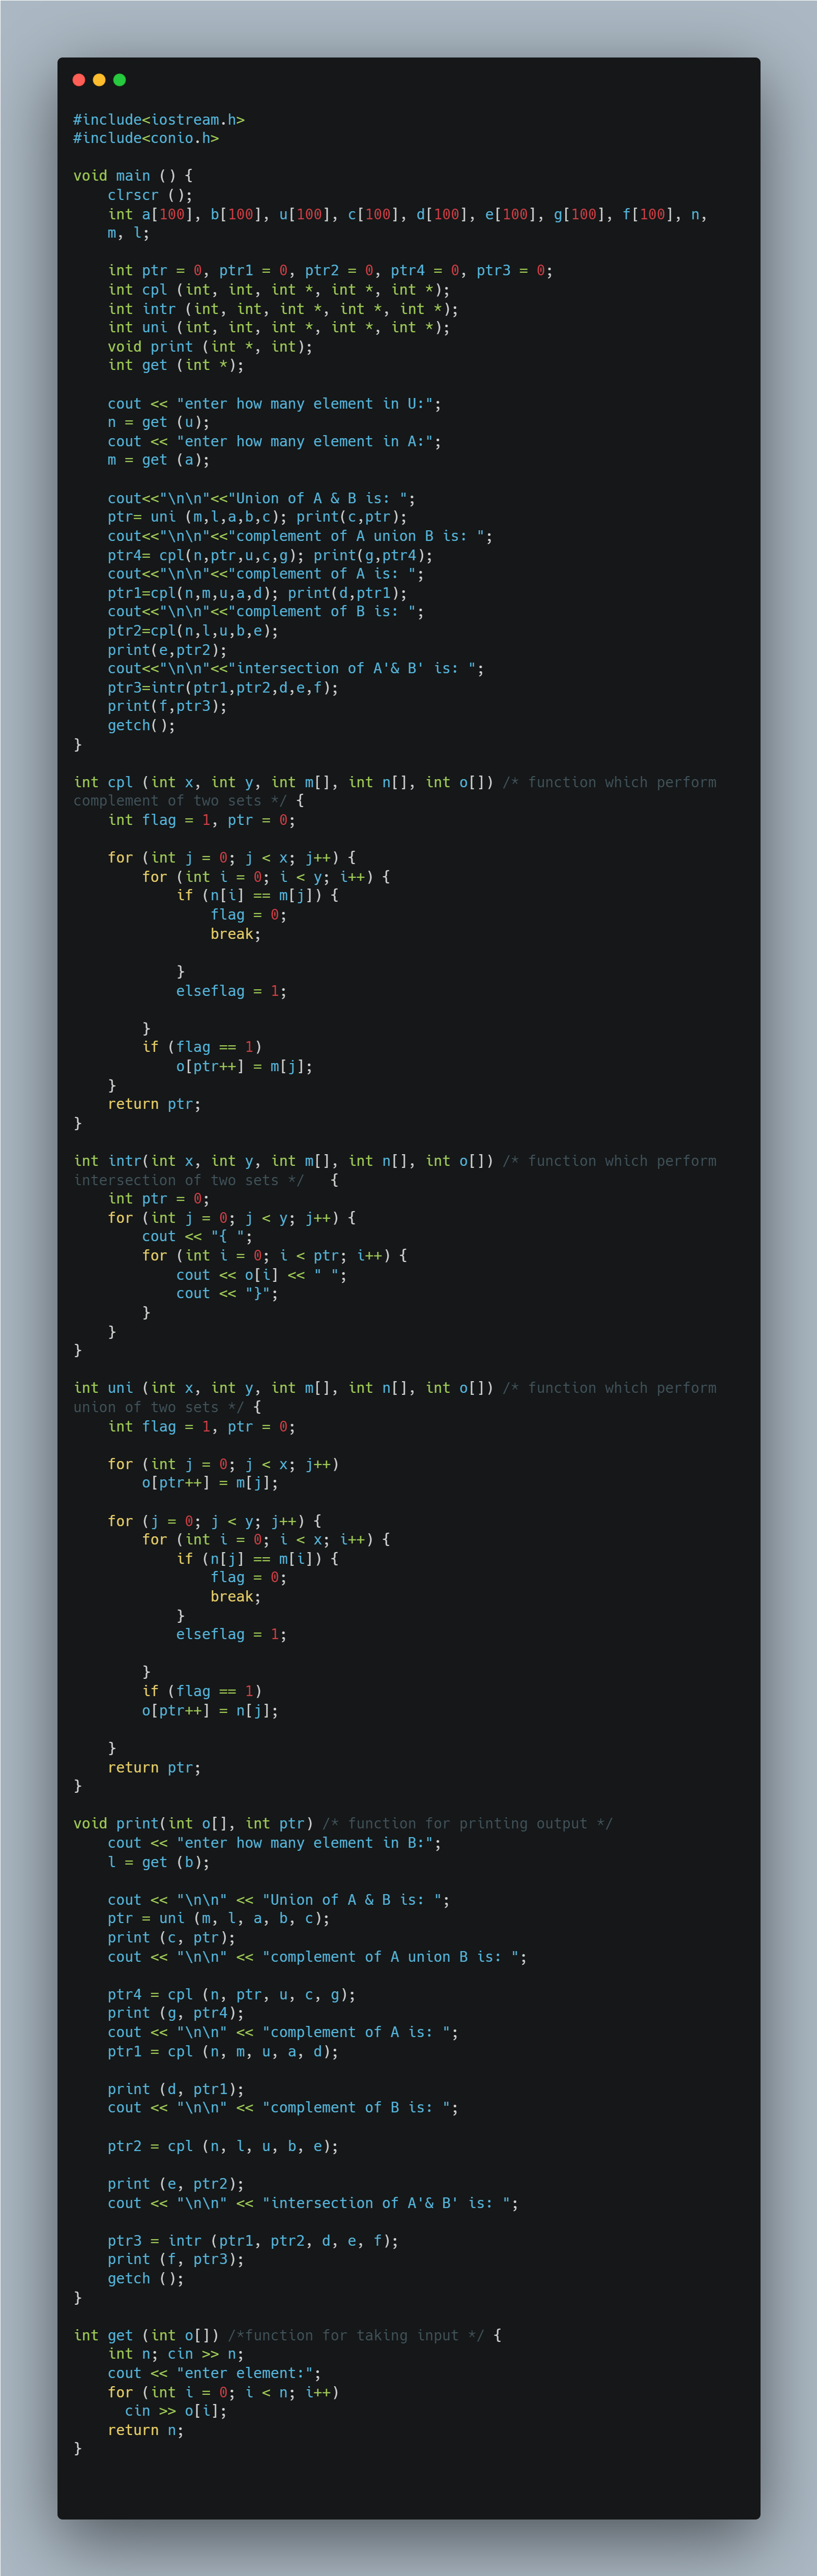 #include<iostream.h>
#include<conio.h>

void main () {
    clrscr ();
    int a[100], b[100], u[100], c[100], d[100], e[100], g[100], f[100], n,
    m, l;

    int ptr = 0, ptr1 = 0, ptr2 = 0, ptr4 = 0, ptr3 = 0;
    int cpl (int, int, int *, int *, int *);
    int intr (int, int, int *, int *, int *);
    int uni (int, int, int *, int *, int *);
    void print (int *, int);
    int get (int *);

    cout << "enter how many element in U:";
    n = get (u);
    cout << "enter how many element in A:";
    m = get (a);

    cout<<"\n\n"<<"Union of A & B is: ";
    ptr= uni (m,l,a,b,c); print(c,ptr);
    cout<<"\n\n"<<"complement of A union B is: ";
    ptr4= cpl(n,ptr,u,c,g); print(g,ptr4);
    cout<<"\n\n"<<"complement of A is: ";
    ptr1=cpl(n,m,u,a,d); print(d,ptr1);
    cout<<"\n\n"<<"complement of B is: ";
    ptr2=cpl(n,l,u,b,e);
    print(e,ptr2);
    cout<<"\n\n"<<"intersection of A'& B' is: ";
    ptr3=intr(ptr1,ptr2,d,e,f);
    print(f,ptr3);
    getch();
}

int cpl (int x, int y, int m[], int n[], int o[]) /* function which perform
complement of two sets */ {
    int flag = 1, ptr = 0;

    for (int j = 0; j < x; j++) {
        for (int i = 0; i < y; i++) {
            if (n[i] == m[j]) {
                flag = 0;
                break;

            }
            elseflag = 1;

        }
        if (flag == 1)
            o[ptr++] = m[j];
    }
    return ptr;
}

int intr(int x, int y, int m[], int n[], int o[]) /* function which perform
intersection of two sets */   {
    int ptr = 0;
    for (int j = 0; j < y; j++) {
        cout << "{ ";
        for (int i = 0; i < ptr; i++) {
            cout << o[i] << " ";
            cout << "}";
        }
    }
}

int uni (int x, int y, int m[], int n[], int o[]) /* function which perform
union of two sets */ {
    int flag = 1, ptr = 0;

    for (int j = 0; j < x; j++)
        o[ptr++] = m[j];

    for (j = 0; j < y; j++) {
        for (int i = 0; i < x; i++) {
            if (n[j] == m[i]) {
                flag = 0;
                break;
            }
            elseflag = 1;

        }
        if (flag == 1)
        o[ptr++] = n[j];

    }
    return ptr;
}

void print(int o[], int ptr) /* function for printing output */
    cout << "enter how many element in B:";
    l = get (b);

    cout << "\n\n" << "Union of A & B is: ";
    ptr = uni (m, l, a, b, c);
    print (c, ptr);
    cout << "\n\n" << "complement of A union B is: ";

    ptr4 = cpl (n, ptr, u, c, g);
    print (g, ptr4);
    cout << "\n\n" << "complement of A is: ";
    ptr1 = cpl (n, m, u, a, d);

    print (d, ptr1);
    cout << "\n\n" << "complement of B is: ";

    ptr2 = cpl (n, l, u, b, e);

    print (e, ptr2);
    cout << "\n\n" << "intersection of A'& B' is: ";

    ptr3 = intr (ptr1, ptr2, d, e, f);
    print (f, ptr3);
    getch ();
}

int get (int o[]) /*function for taking input */ {
    int n; cin >> n;
    cout << "enter element:";
    for (int i = 0; i < n; i++)
      cin >> o[i];
    return n;
}